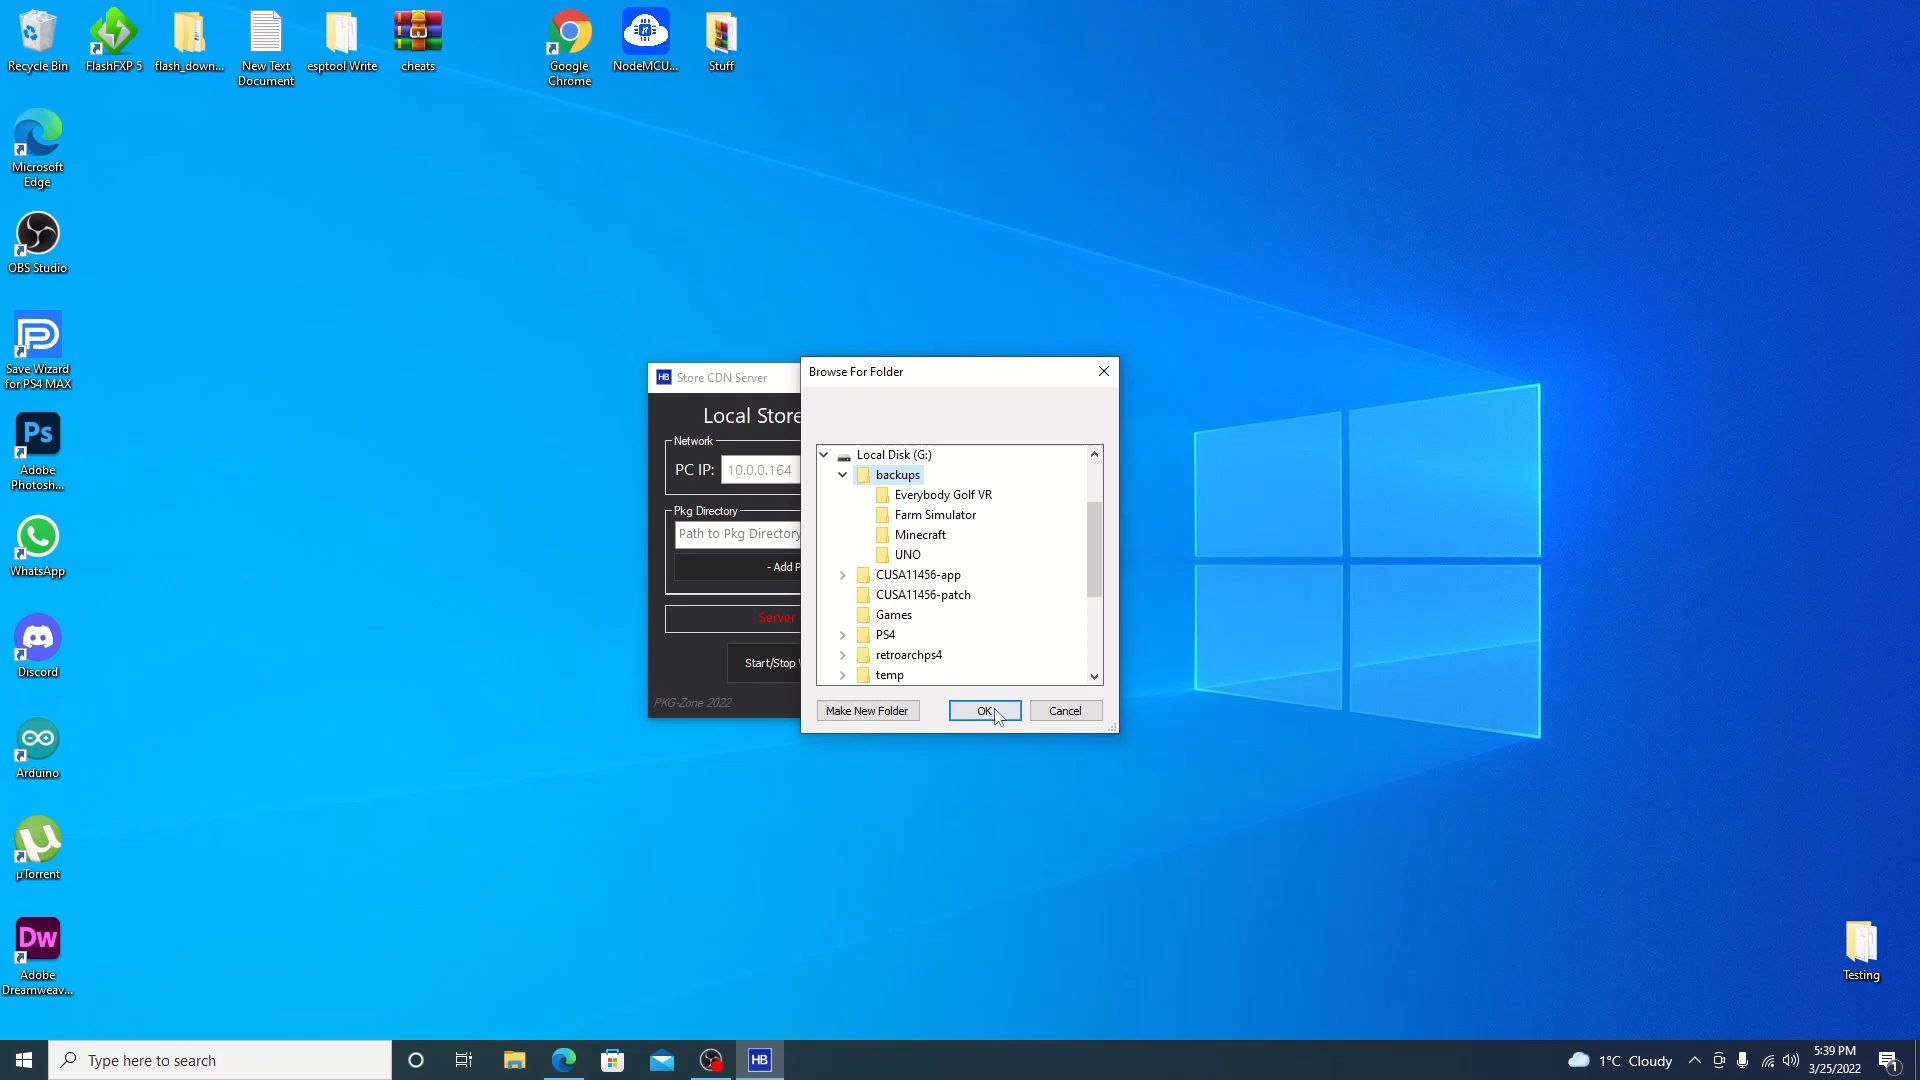 Recycle Bin
FlashFXP 5
flash_down...
New Text
Document
esptool Write
cheats
Google
Chrome
NodeMCU...
Stuff
Microsoft
Edge
OBS Studio
Save Wizard
for PS4 MAX
Ps
Adobe
Photosh...
WhatsApp
Discord
Arduino
µTorrent
Dw
Adobe
Dreamweav...
Testing
HB Store CDN Server
Local Store
Network
PC IP: 10.0.0.164
Pkg Directory
Path to Pkg Directory
- Add P
Server
Start/Stop
PKG-Zone 2022
Browse For Folder
Local Disk (G:)
backups
Everybody Golf VR
Farm Simulator
Minecraft
UNO
CUSA11456-app
CUSA11456-patch
Games
PS4
retroarchps4
temp
Make New Folder
OK
Cancel
Type here to search
HB
1°C Cloudy
5:39 PM
3/25/2022
1